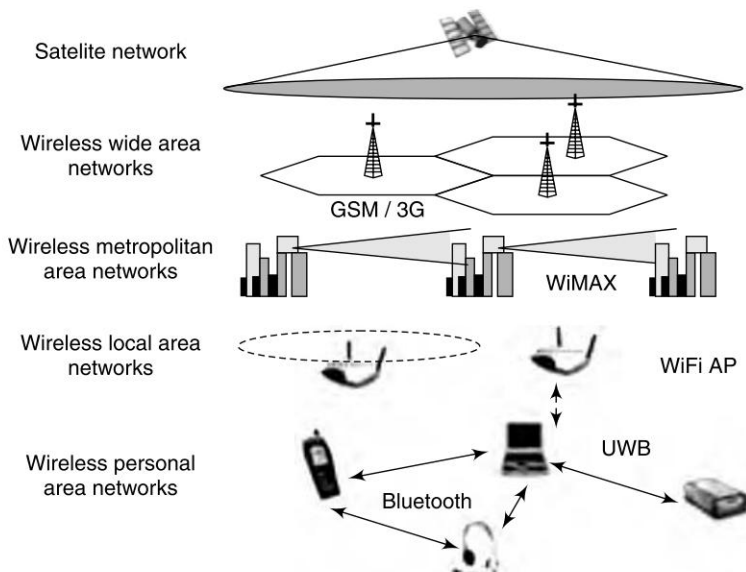 Satelite network
Wireless wide area
networks
GSM / 3G
Wireless metropolitan
area networks
WiMAX
Wireless local area
networks
WiFi AP
UWB
Wireless personal
area networks
Bluetooth